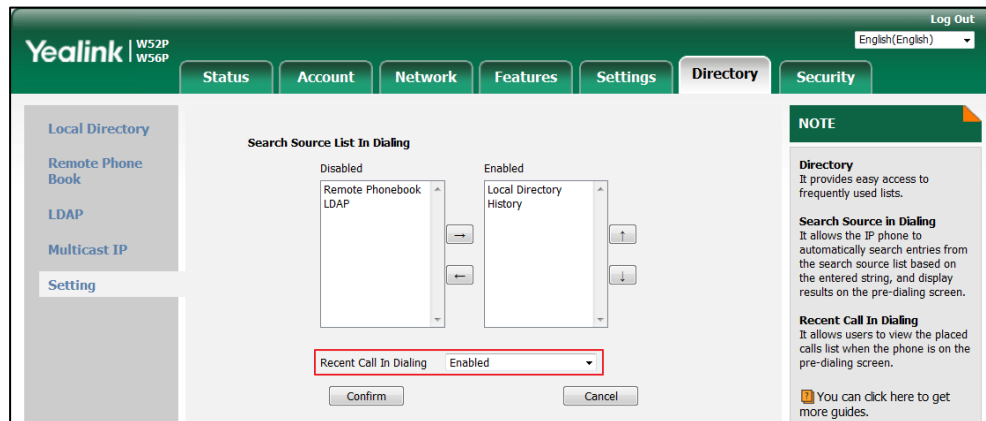 Log Out
Yealink | W52P
W56P
English(English)
Status Account Network Features Settings Directory Security
Local Directory
Remote Phone
Book
LDAP
Multicast IP
Setting
Search Source List In Dialing
Disabled Enabled
Remote Phonebook
LDAP
Local Directory
History
→
←
↑
↓
Recent Call In Dialing Enabled
Confirm Cancel
NOTE
Directory
It provides easy access to
frequently used lists.
Search Source in Dialing
It allows the IP phone to
automatically search entries from
the search source list based on
the entered string, and display
results on the pre-dialing screen.
Recent Call In Dialing
It allows users to view the placed
calls list when the phone is on the
pre-dialing screen.
You can click here to get
more guides.